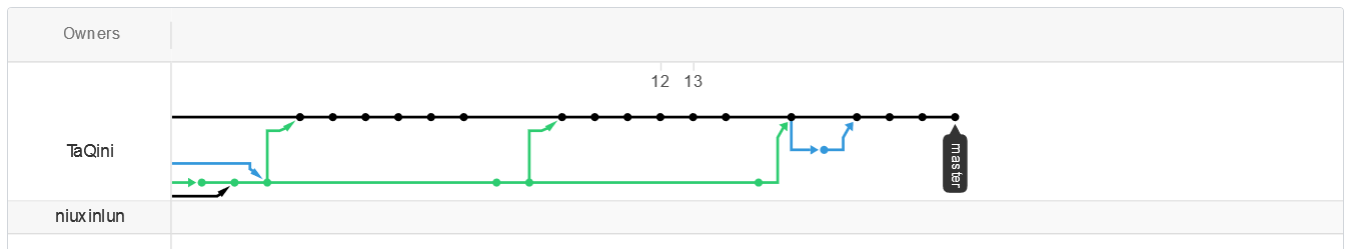 Owners
12 13
TaQini
master
niuxinlun